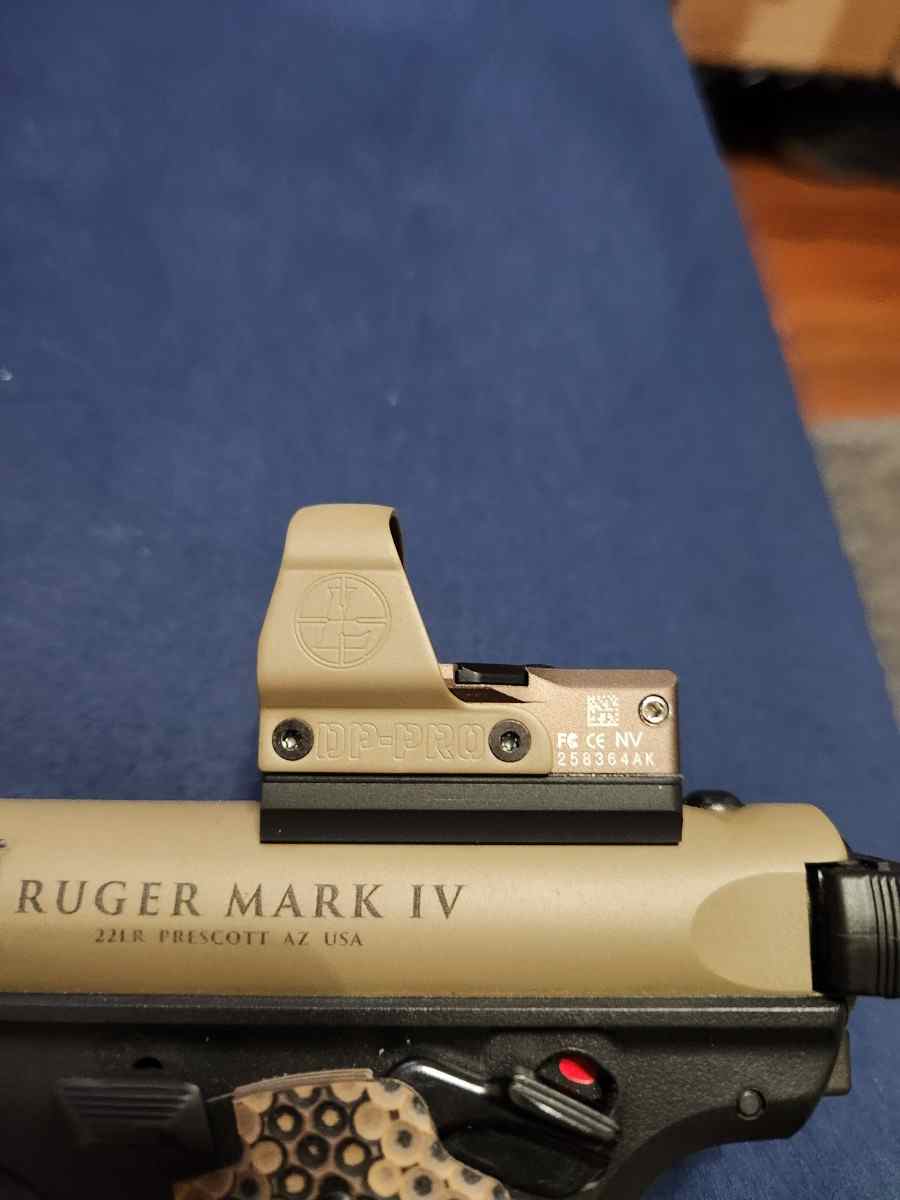 DP-PRO
FC CE NV
258364AK
RUGER MARK IV
22LR PRESCOTT AZ USA